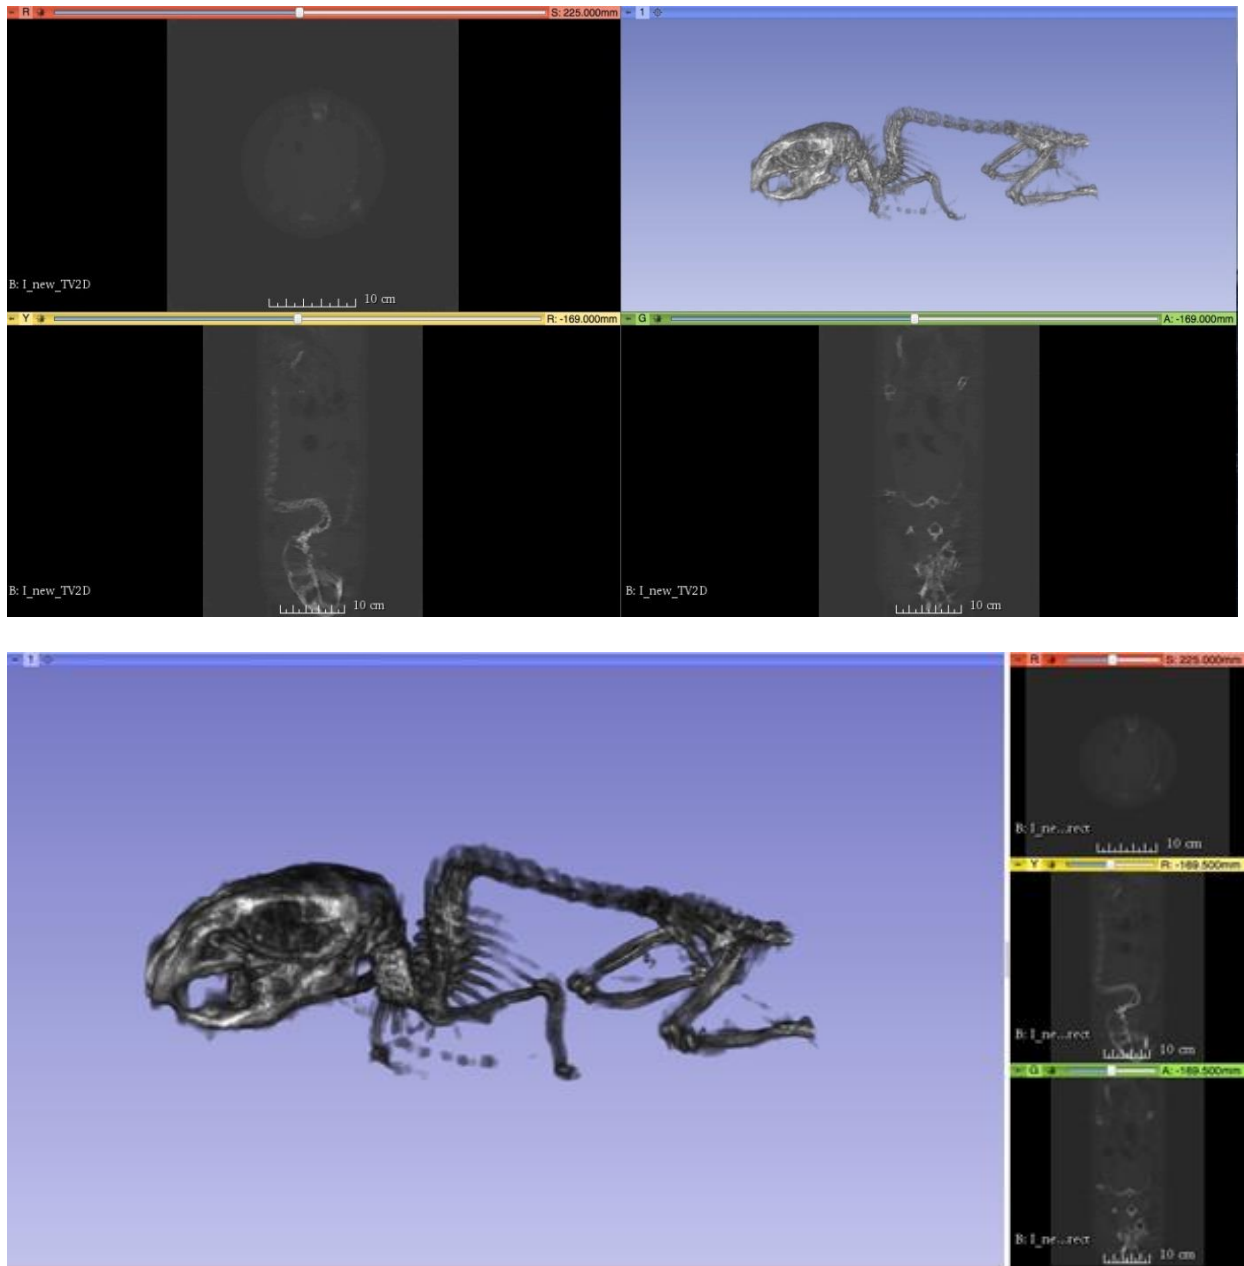 R S: 225.000mm
1
B: I_new_TV2D
10 cm
Y R: -169.000mm
G A: -169.000mm
B: I_new_TV2D
10 cm
B: I_new_TV2D
10 cm
1
R S: 225.000mm
B: I_ne...rect
10 cm
Y R: -169.500mm
B: I_ne...rect
10 cm
G A: -169.500mm
B: I_ne...rect
10 cm